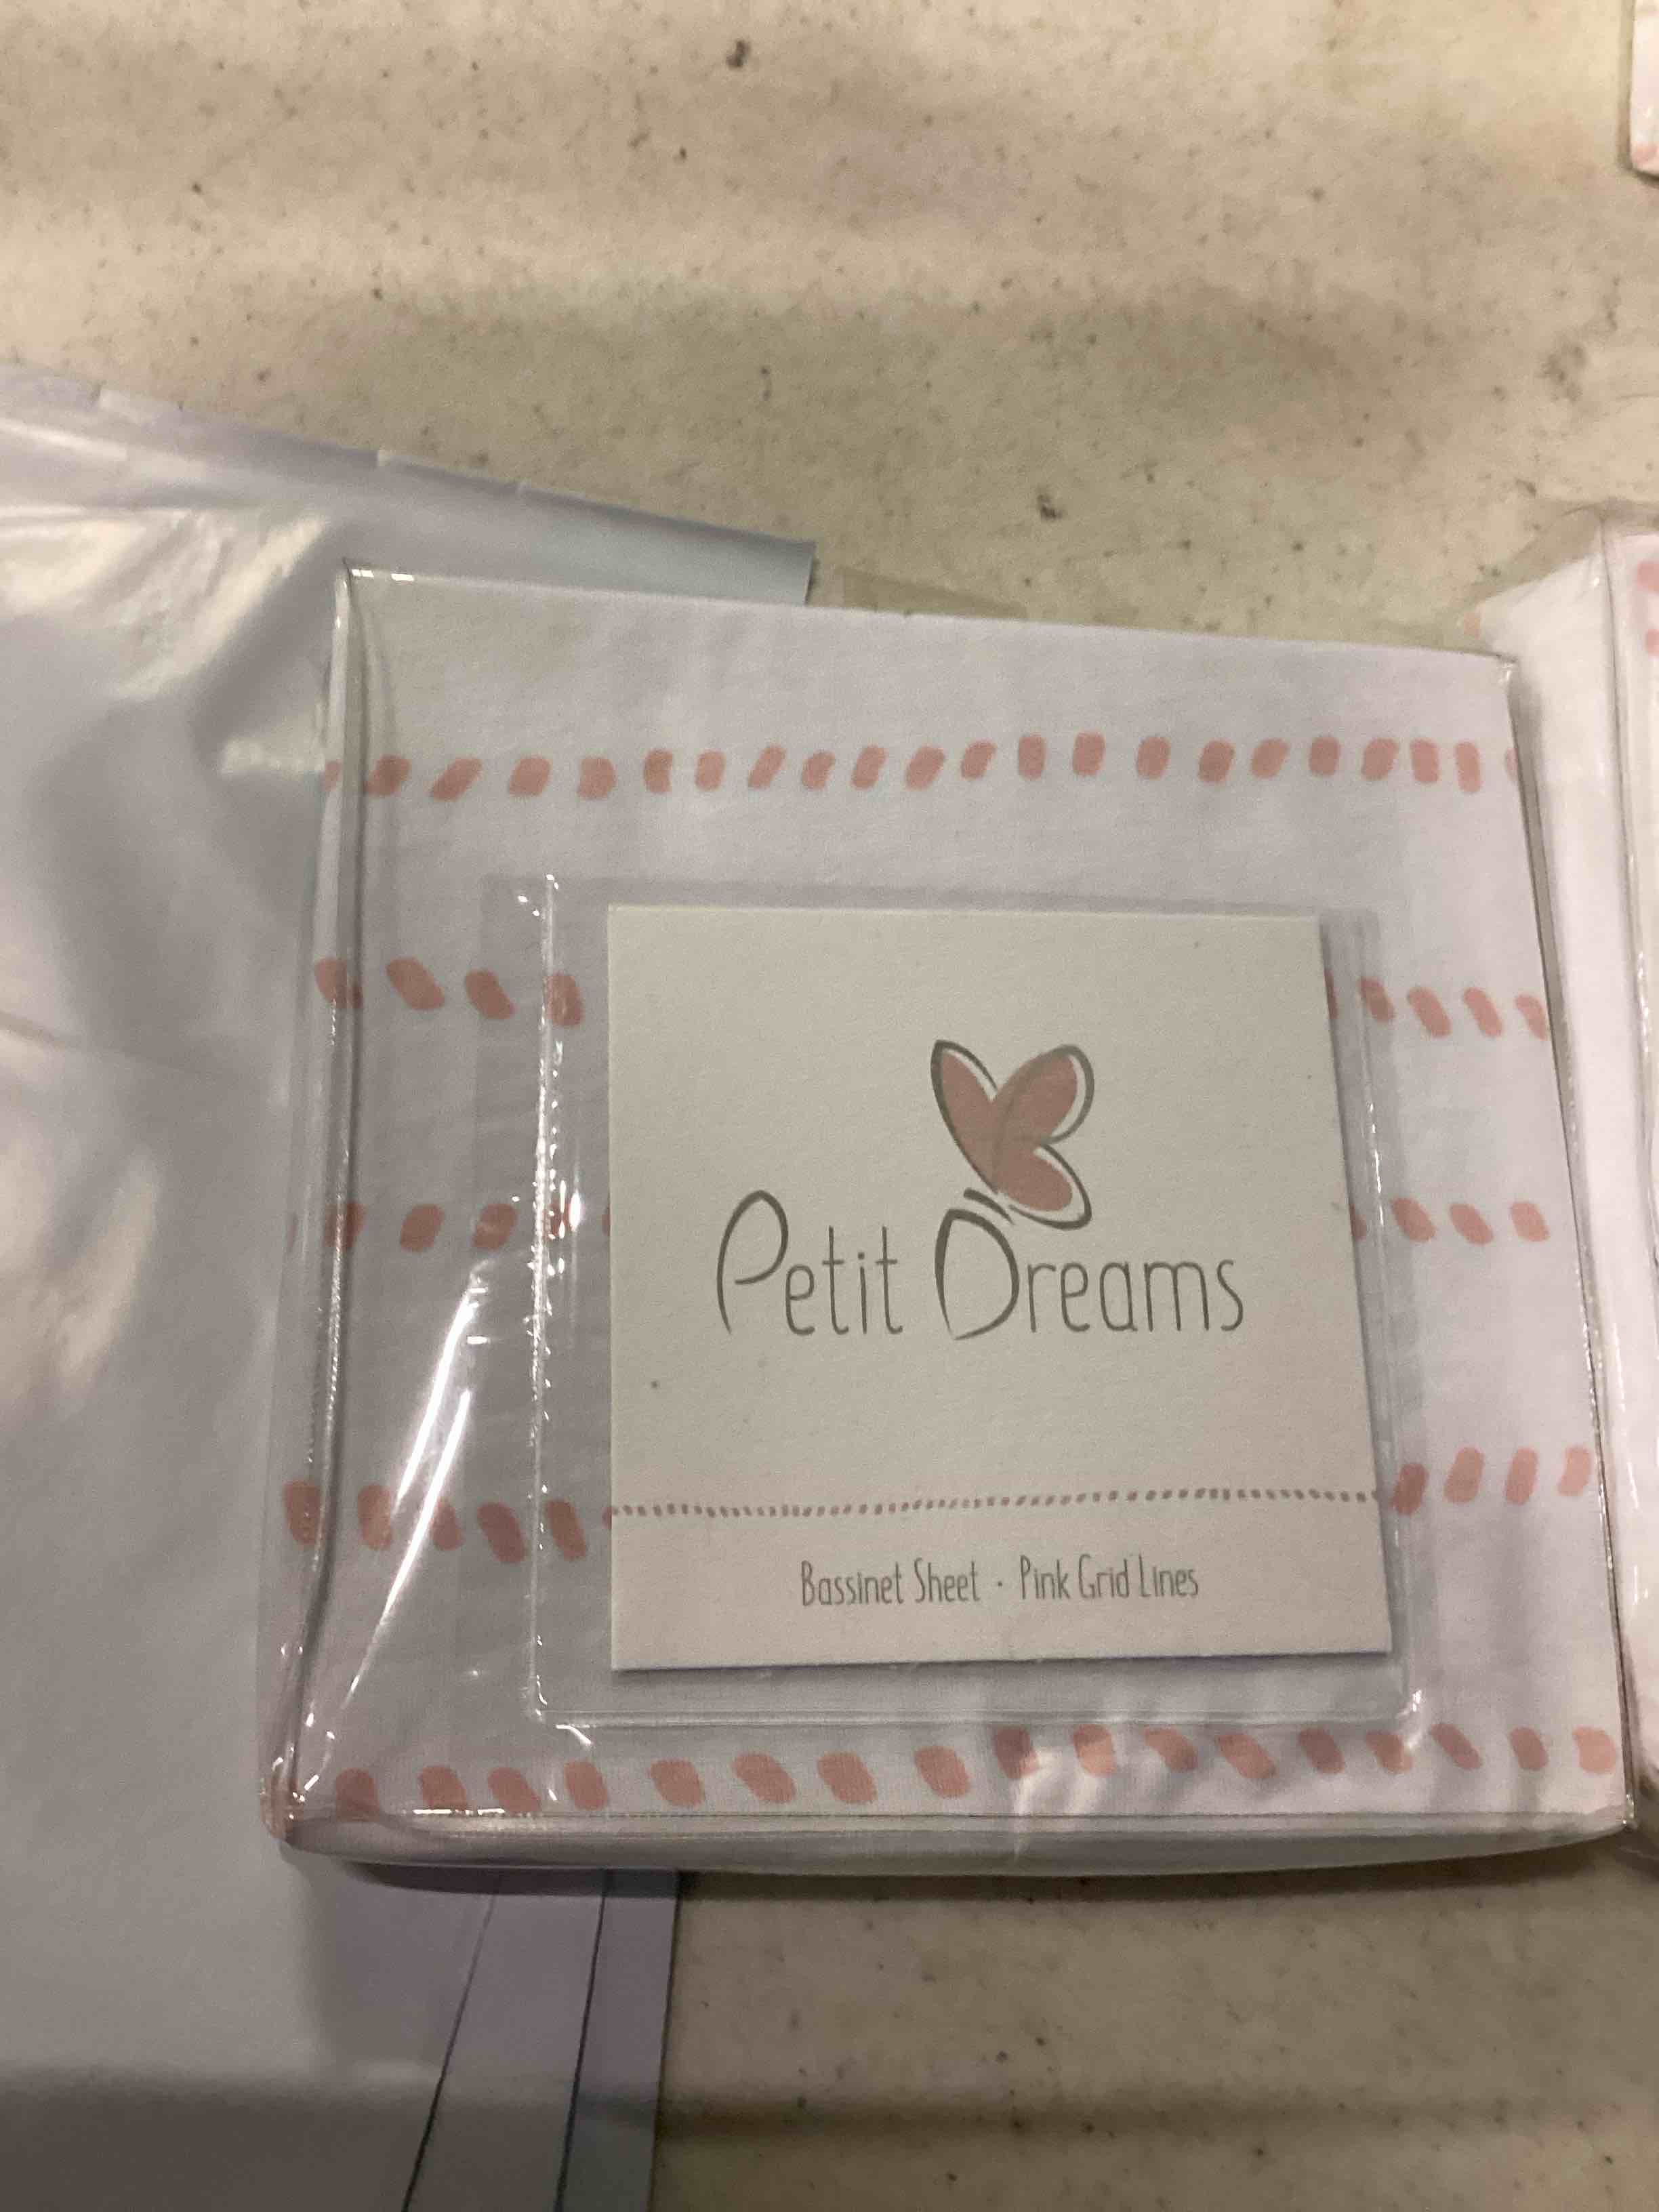 Petit Dreams
Bassinet Sheet · Pink Grid Lines